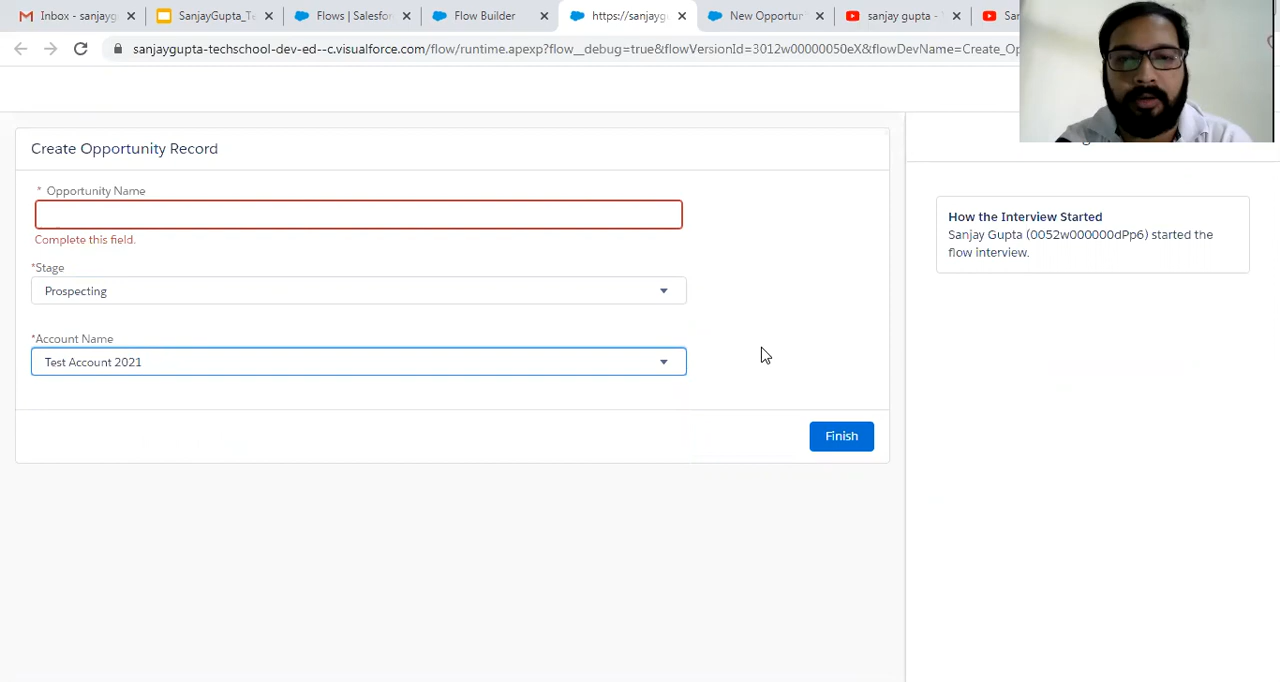 Inbox - sanjayg
SanjayGupta_Te
Flows | Salesfor
Flow Builder
https://sanjayg
New Opportun
sanjay gupta -
San
sanjaygupta-techschool-dev-ed--c.visualforce.com/flow/runtime.apexp?flow__debug=true&flowVersionId=3012w00000050eX&flowDevName=Create_Op
Create Opportunity Record
* Opportunity Name
Complete this field.
*Stage
Prospecting
*Account Name
Test Account 2021
Finish
How the Interview Started
Sanjay Gupta (0052w000000dPp6) started the
flow interview.